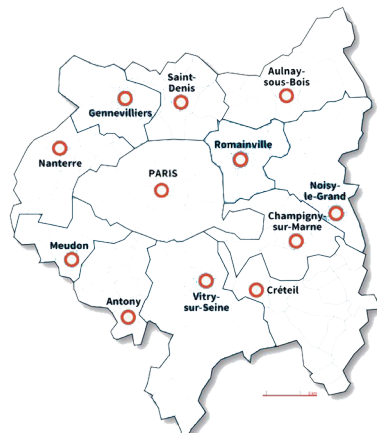 Saint-
Denis
Aulnay-
sous-Bois
Gennevilliers
Nanterre
Romainville
PARIS
Noisy-
le-Grand
Champigny-
sur-Marne
Meudon
Antony
Vitry-
sur-Seine
Créteil